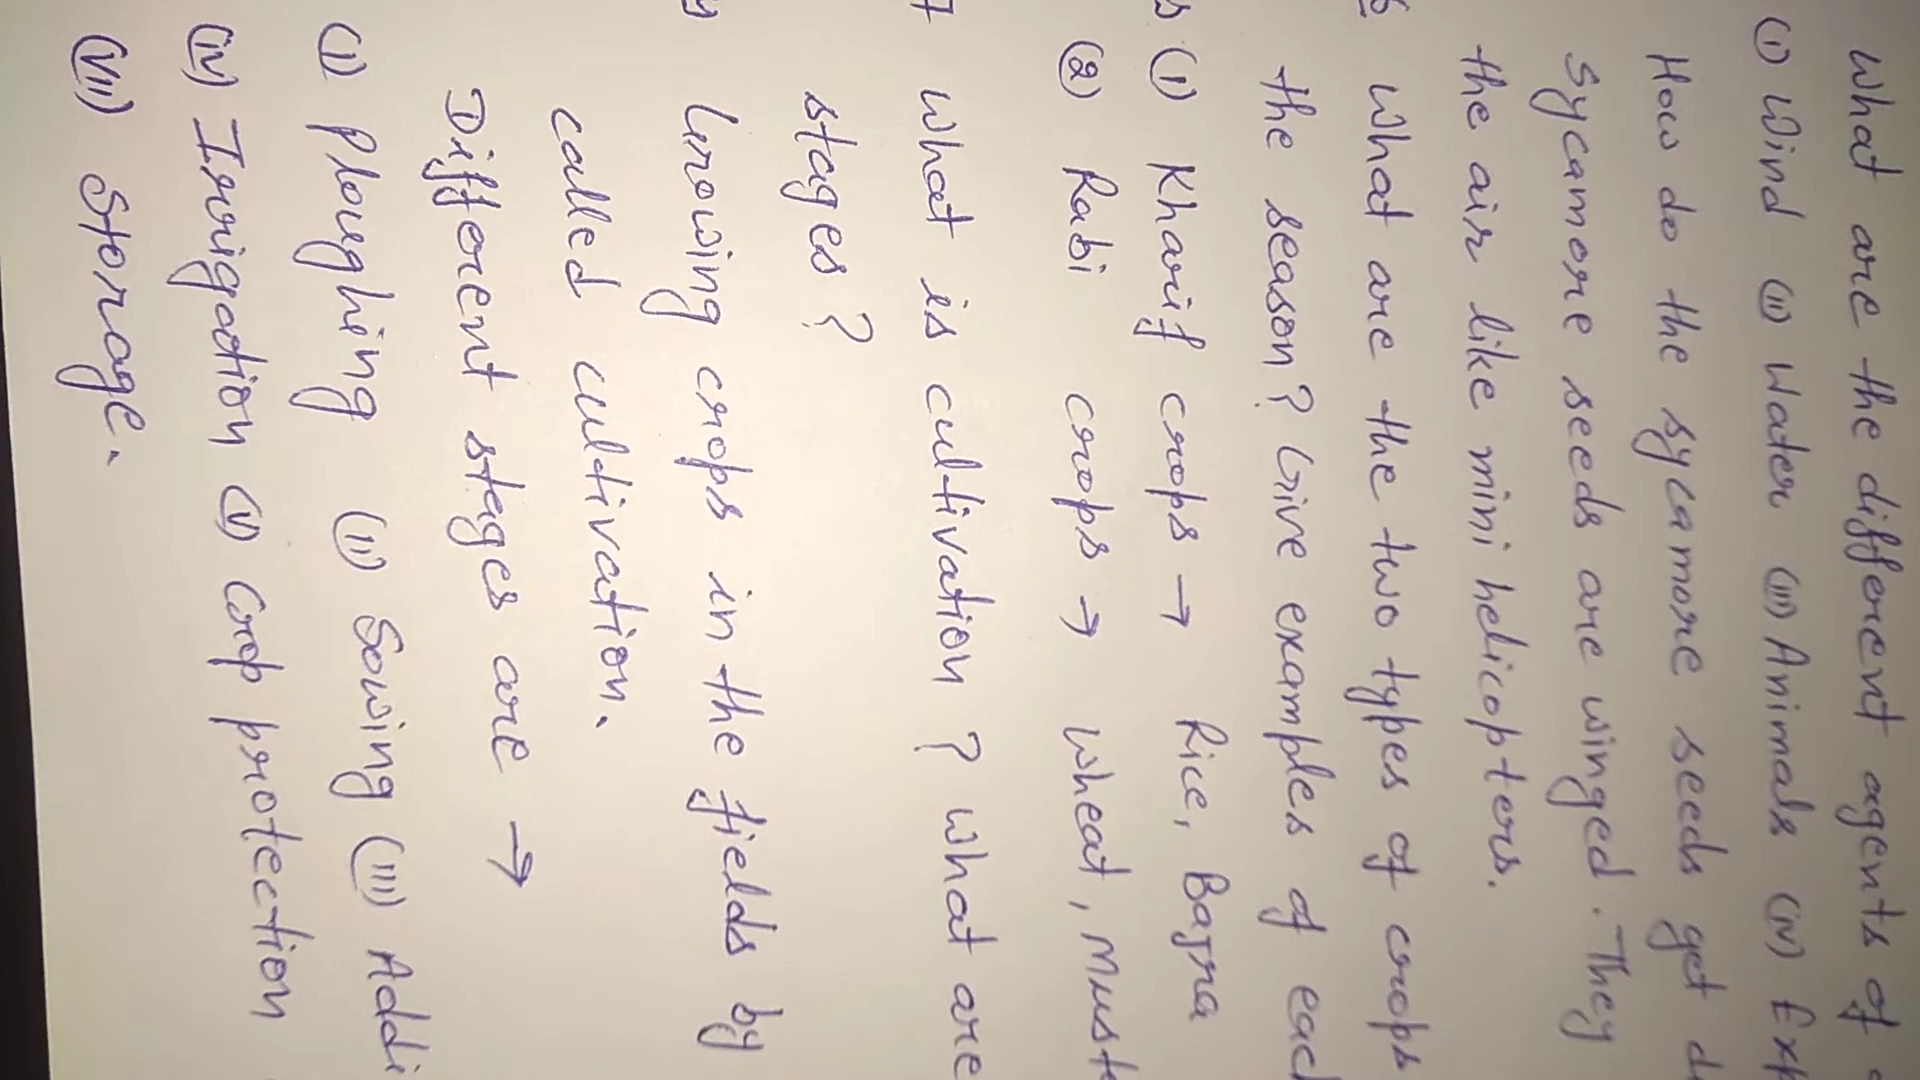 What are the different agents of
(i) Wind (ii) Water (iii) Animals (iv) Exp
How do the sycamore seeds get d
Sycamore seeds are winged. They
the air like mini helicopters.
6 What are the two types of crops
the season? Give examples of each
s (1) Kharif crops → Rice, Bajra
(2) Rabi crops → Wheat, Must
7 What is cultivation? What are
stages?
Growing crops in the fields by
called cultivation.
Different stages are →
(i) Ploughing (ii) Sowing (iii) Addi
(iv) Irrigation (v) Crop protection
(vii) Storage.